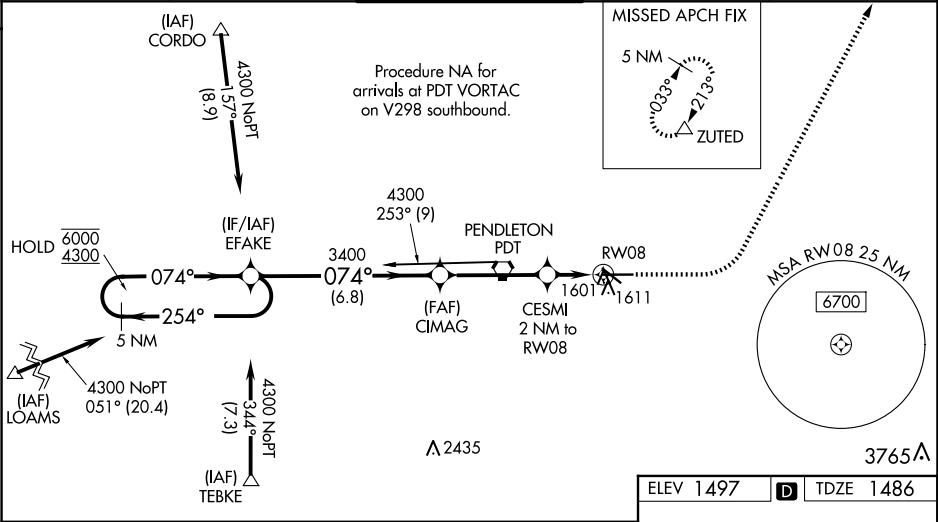 (IAF)
CORDO
4300 NoPT
157°
(8.9)
Procedure NA for
arrivals at PDT VORTAC
on V298 southbound.
MISSED APCH FIX
5 NM
033°
213°
ZUTED
HOLD
6000
4300
074°
254°
5 NM
(IF/IAF)
EFAKE
3400
074°
(6.8)
4300
253° (9)
(FAF)
CIMAG
PENDLETON
PDT
CESMI
2 NM to
RW08
RW08
1601
1611
MSA RW08 25 NM
6700
(IAF)
LOAMS
4300 NoPT
051° (20.4)
4300 NoPT
344°
(7.3)
(IAF)
TEBKE
2435
3765
ELEV 1497 D TDZE 1486